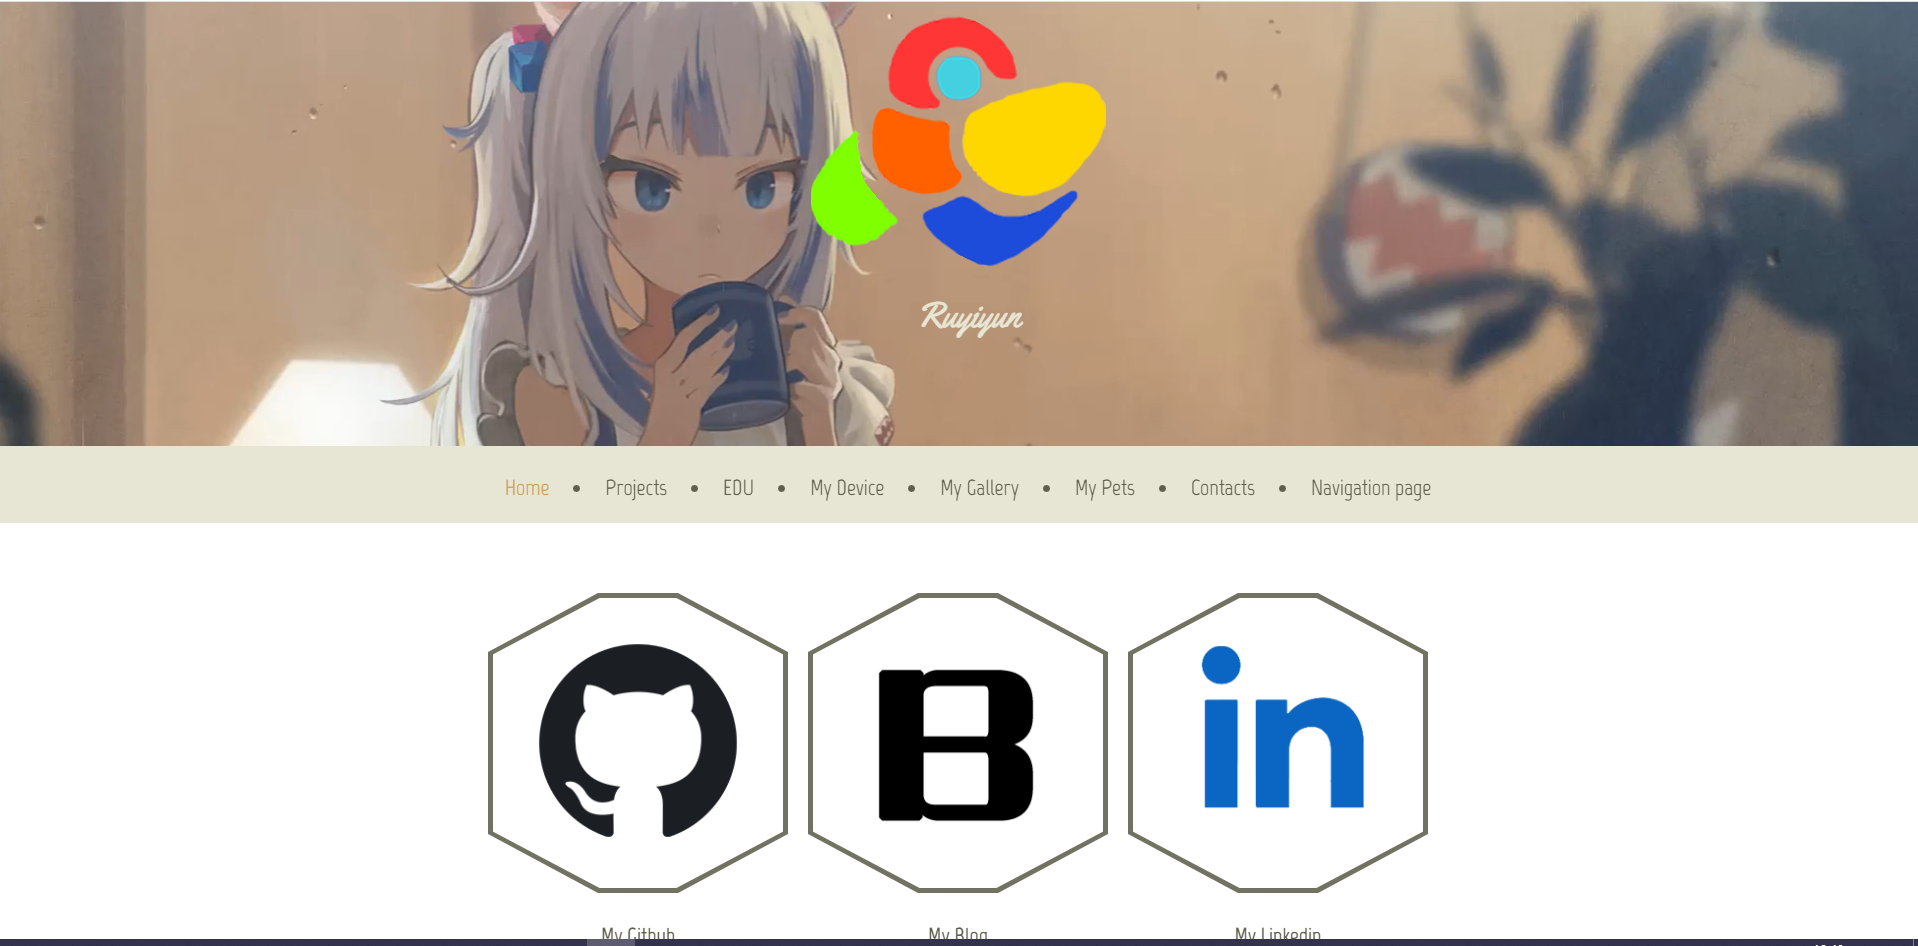 Ruyiyun
Home • Projects • EDU • My Device • My Gallery • My Pets • Contacts • Navigation page
B
in
My Github My Blog My Linkedin